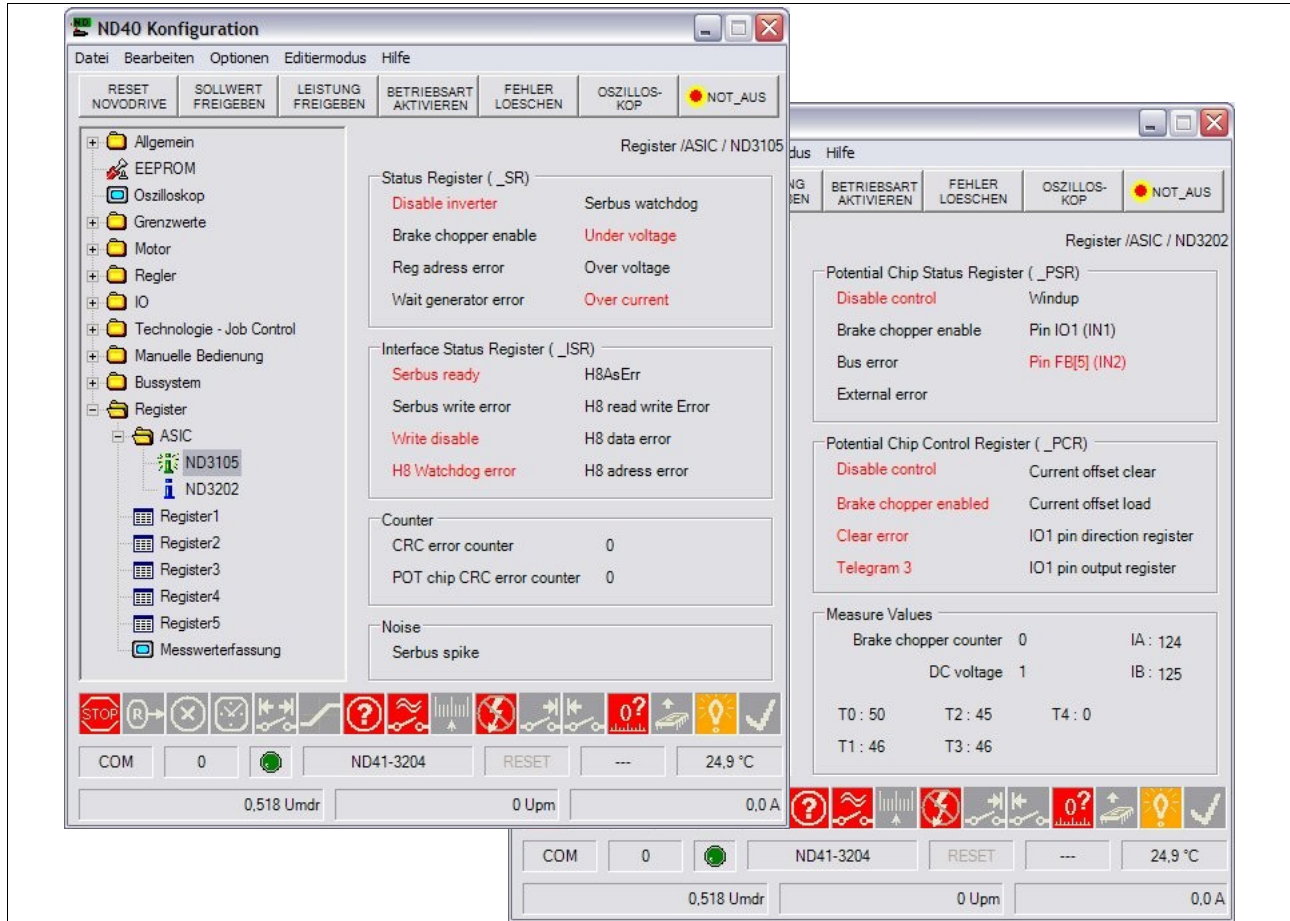 ND40 Konfiguration
Datei Bearbeiten Optionen Editiermodus Hilfe
RESET NOVODRIVE
SOLLWERT FREIGEBEN
LEISTUNG FREIGEBEN
BETRIEBSART AKTIVIEREN
FEHLER LOESCHEN
OSZILLOS- KOP
NOT_AUS
Allgemein
EEPROM
Oszilloskop
Grenzwerte
Motor
Regler
IO
Technologie - Job Control
Manuelle Bedienung
Bussystem
Register
ASIC
ND3105
ND3202
Register1
Register2
Register3
Register4
Register5
Messwerterfassung
Register /ASIC / ND3105
Status Register ( _SR)
Disable inverter Serbus watchdog
Brake chopper enable Under voltage
Reg adress error Over voltage
Wait generator error Over current
Interface Status Register ( _ISR)
Serbus ready H8AsErr
Serbus write error H8 read write Error
Write disable H8 data error
H8 Watchdog error H8 adress error
Counter
CRC error counter 0
POT chip CRC error counter 0
Noise
Serbus spike
STOP R ? 0?
COM 0 ND41-3204 RESET --- 24,9 °C
0,518 Umdr 0 Upm 0,0 A
dus Hilfe
BETRIEBSART AKTIVIEREN
FEHLER LOESCHEN
OSZILLOS- KOP
NOT_AUS
Register /ASIC / ND3202
Potential Chip Status Register ( _PSR)
Disable control Windup
Brake chopper enable Pin IO1 (IN1)
Bus error Pin FB[5] (IN2)
External error
Potential Chip Control Register ( _PCR)
Disable control Current offset clear
Brake chopper enabled Current offset load
Clear error IO1 pin direction register
Telegram 3 IO1 pin output register
Measure Values
Brake chopper counter 0 IA : 124
DC voltage 1 IB : 125
T0 : 50 T2 : 45 T4 : 0
T1 : 46 T3 : 46
? 0?
COM 0 ND41-3204 RESET --- 24,9 °C
0,518 Umdr 0 Upm 0,0 A